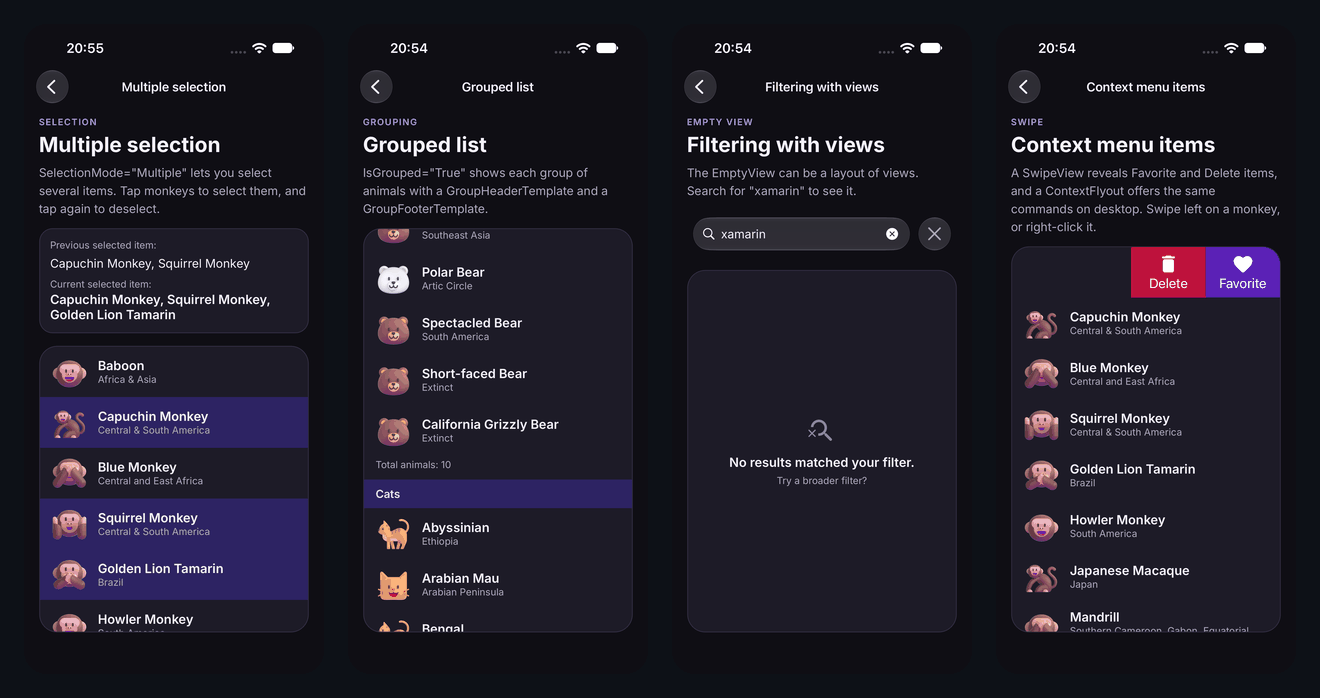 20:55
Multiple selection
SELECTION
Multiple selection
SelectionMode="Multiple" lets you select
several items. Tap monkeys to select them, and
tap again to deselect.
Previous selected item:
Capuchin Monkey, Squirrel Monkey
Current selected item:
Capuchin Monkey, Squirrel Monkey,
Golden Lion Tamarin
Baboon
Africa & Asia
Capuchin Monkey
Central & South America
Blue Monkey
Central and East Africa
Squirrel Monkey
Central & South America
Golden Lion Tamarin
Brazil
Howler Monkey
South America
20:54
Grouped list
GROUPING
Grouped list
IsGrouped="True" shows each group of
animals with a GroupHeaderTemplate and a
GroupFooterTemplate.
Southeast Asia
Polar Bear
Artic Circle
Spectacled Bear
South America
Short-faced Bear
Extinct
California Grizzly Bear
Extinct
Total animals: 10
Cats
Abyssinian
Ethiopia
Arabian Mau
Arabian Peninsula
Bengal
20:54
Filtering with views
EMPTY VIEW
Filtering with views
The EmptyView can be a layout of views.
Search for "xamarin" to see it.
xamarin
No results matched your filter.
Try a broader filter?
20:54
Context menu items
SWIPE
Context menu items
A SwipeView reveals Favorite and Delete items,
and a ContextFlyout offers the same
commands on desktop. Swipe left on a monkey,
or right-click it.
Delete
Favorite
Capuchin Monkey
Central & South America
Blue Monkey
Central and East Africa
Squirrel Monkey
Central & South America
Golden Lion Tamarin
Brazil
Howler Monkey
South America
Japanese Macaque
Japan
Mandrill
Southern Cameroon, Gabon, Equatorial